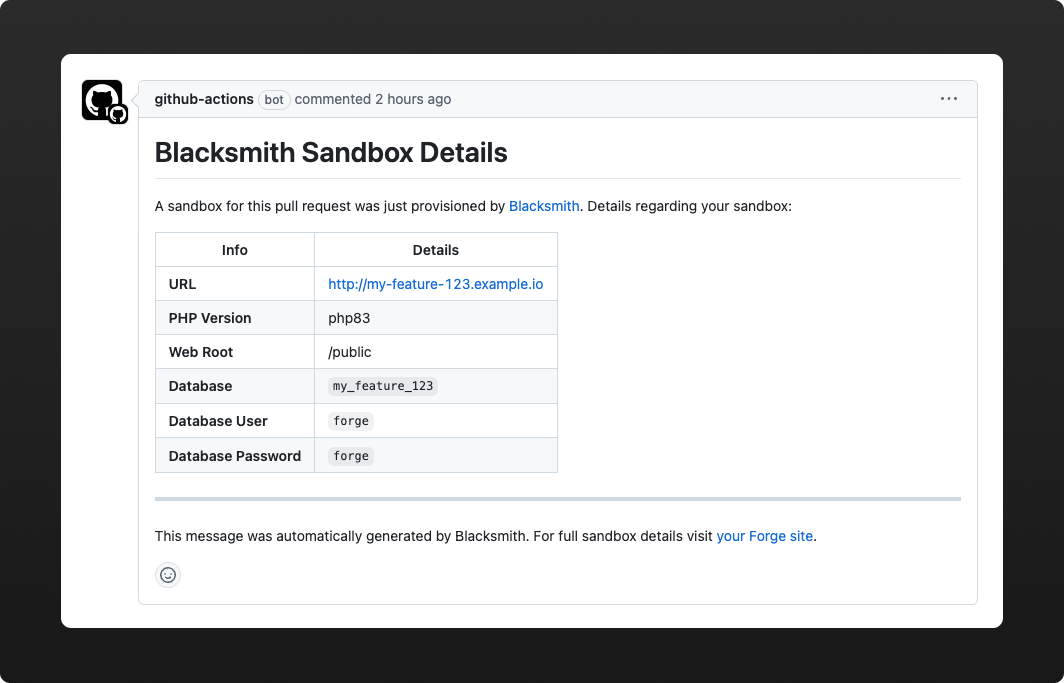 github-actions bot commented 2 hours ago
Blacksmith Sandbox Details
A sandbox for this pull request was just provisioned by Blacksmith. Details regarding your sandbox:
Info Details
URL http://my-feature-123.example.io
PHP Version php83
Web Root /public
Database my_feature_123
Database User forge
Database Password forge
This message was automatically generated by Blacksmith. For full sandbox details visit your Forge site.